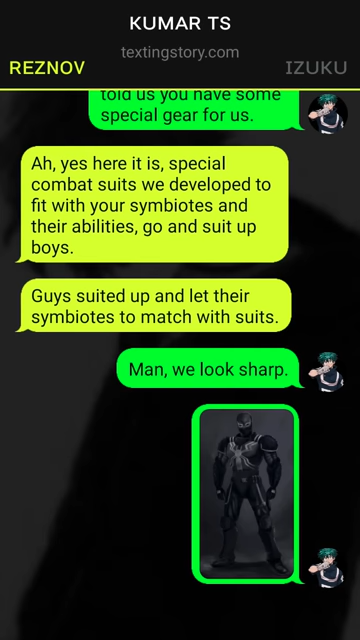 KUMAR TS
textingstory.com
REZNOV
IZUKU
told us you have some
special gear for us.
Ah, yes here it is, special
combat suits we developed to
fit with your symbiotes and
their abilities, go and suit up
boys.
Guys suited up and let their
symbiotes to match with suits.
Man, we look sharp.